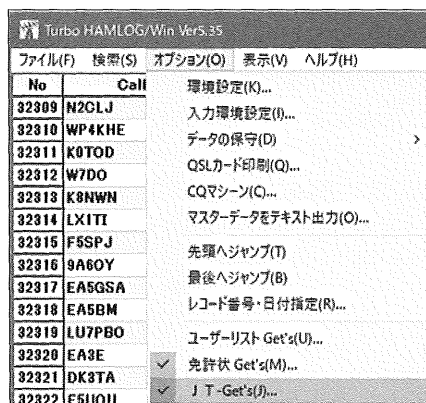 Turbo HAMLOG/Win Ver5.35
ファイル(F) 検索(S) オプション(O) 表示(V) ヘルプ(H)
No Call
32309 N2CLJ
32310 WP4KHE
32311 K0TOD
32312 W7DO
32313 K8NWN
32314 LX1TI
32315 F5SPJ
32316 9A6OY
32317 EA5GSA
32318 EA5BM
32319 LU7PBO
32320 EA3E
32321 DK3TA
32322 F5UOU
環境設定(K)...
入力環境設定(I)...
データの保守(D)
QSLカード印刷(Q)...
CQマシーン(C)...
マスターデータをテキスト出力(O)...
先頭へジャンプ(T)
最後へジャンプ(B)
レコード番号・日付指定(R)...
ユーザーリスト Get's(U)...
免許状 Get's(M)...
J T-Get's(J)...